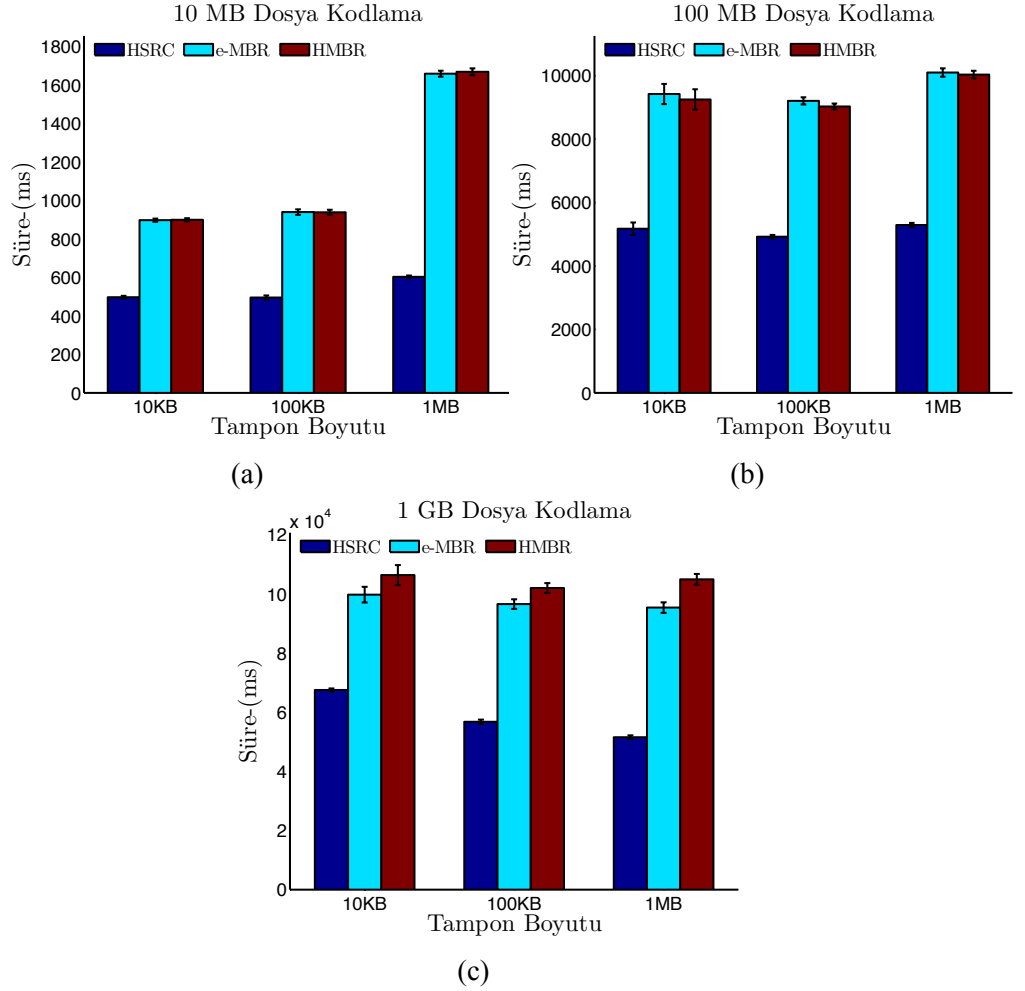 10 MB Dosya Kodlama
HSRC e-MBR HMBR
Süre-(ms)
1800
1600
1400
1200
1000
800
600
400
200
0
10KB 100KB 1MB
Tampon Boyutu
(a)
100 MB Dosya Kodlama
HSRC e-MBR HMBR
Süre-(ms)
10000
8000
6000
4000
2000
0
10KB 100KB 1MB
Tampon Boyutu
(b)
1 GB Dosya Kodlama
x 10⁴
HSRC e-MBR HMBR
Süre-(ms)
12
10
8
6
4
2
0
10KB 100KB 1MB
Tampon Boyutu
(c)